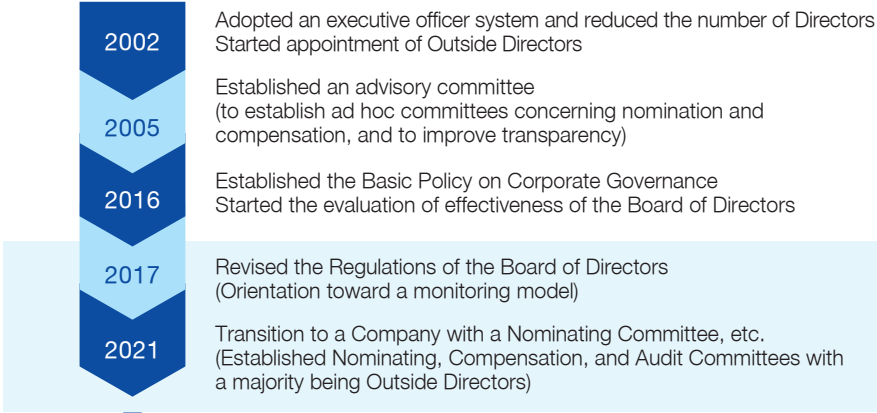 2002
Adopted an executive officer system and reduced the number of Directors
Started appointment of Outside Directors
2005
Established an advisory committee
(to establish ad hoc committees concerning nomination and
compensation, and to improve transparency)
2016
Established the Basic Policy on Corporate Governance
Started the evaluation of effectiveness of the Board of Directors
2017
Revised the Regulations of the Board of Directors
(Orientation toward a monitoring model)
2021
Transition to a Company with a Nominating Committee, etc.
(Established Nominating, Compensation, and Audit Committees with
a majority being Outside Directors)